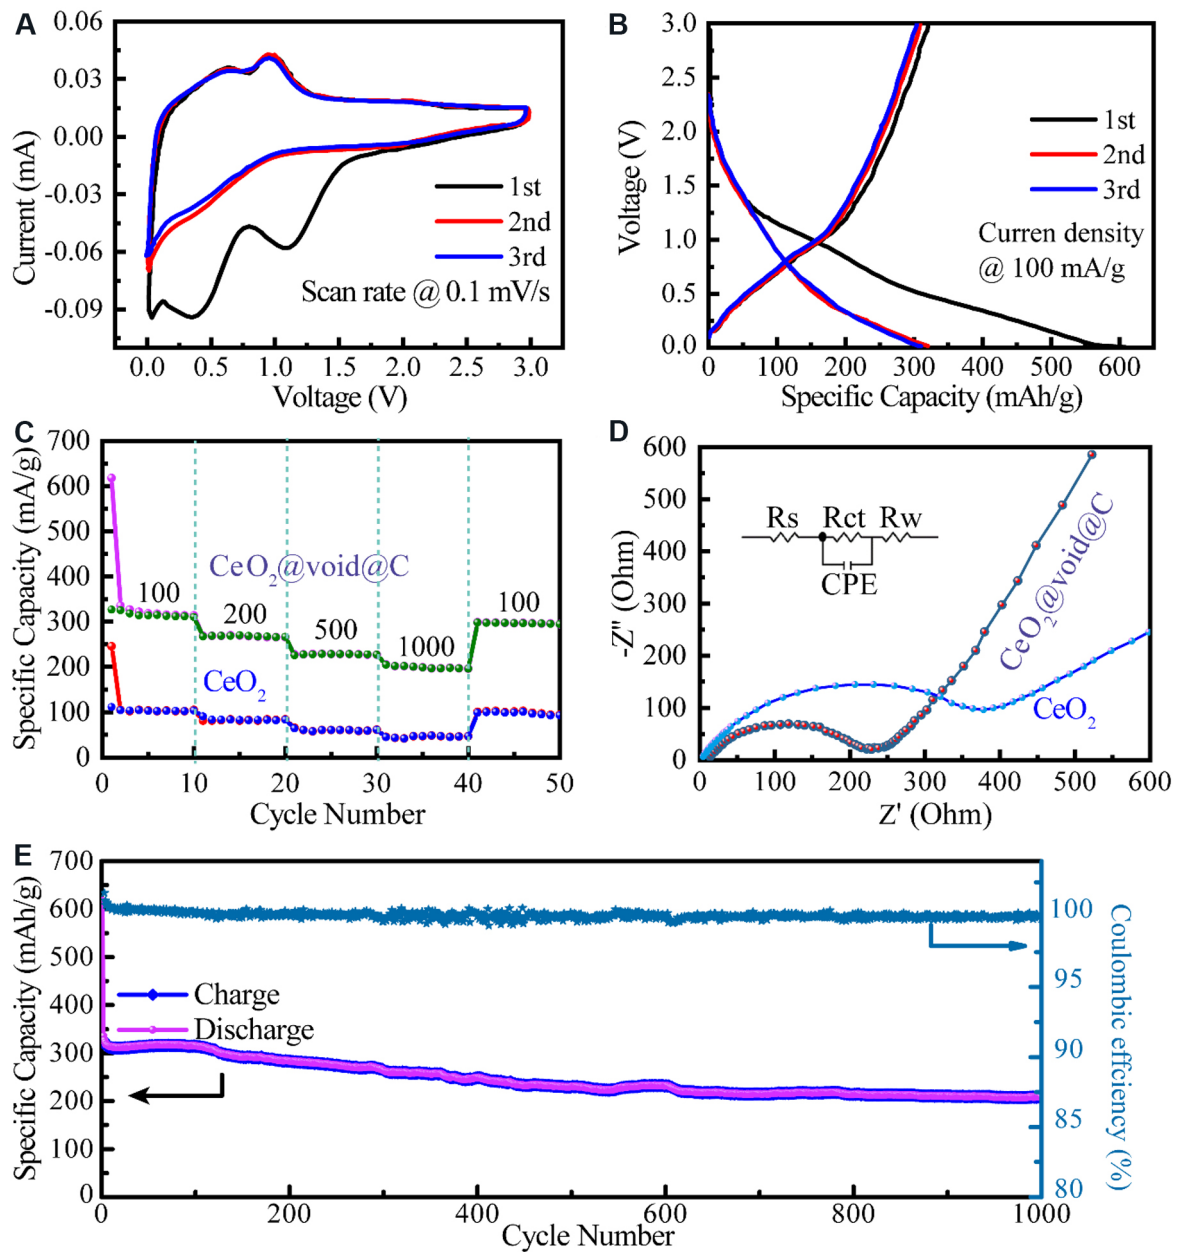 A
0.06
0.03
0.00
-0.03
-0.06
-0.09
Current (mA)
1st
2nd
3rd
Scan rate @ 0.1 mV/s
0.0 0.5 1.0 1.5 2.0 2.5 3.0
Voltage (V)
B
3.0
2.5
2.0
1.5
1.0
0.5
0.0
Voltage (V)
1st
2nd
3rd
Curren density
@ 100 mA/g
0 100 200 300 400 500 600
Specific Capacity (mAh/g)
C
700
600
500
400
300
200
100
0
Specific Capacity (mA/g)
CeO2@void@C
100
200
500
1000
100
CeO2
0 10 20 30 40 50
Cycle Number
D
600
500
400
300
200
100
0
-Z" (Ohm)
Rs Rct Rw
CPE
CeO2@void@C
CeO2
0 100 200 300 400 500 600
Z' (Ohm)
E
700
600
500
400
300
200
100
0
Specific Capacity (mAh/g)
Charge
Discharge
100
95
90
85
80
Coulombic effciency (%)
0 200 400 600 800 1000
Cycle Number